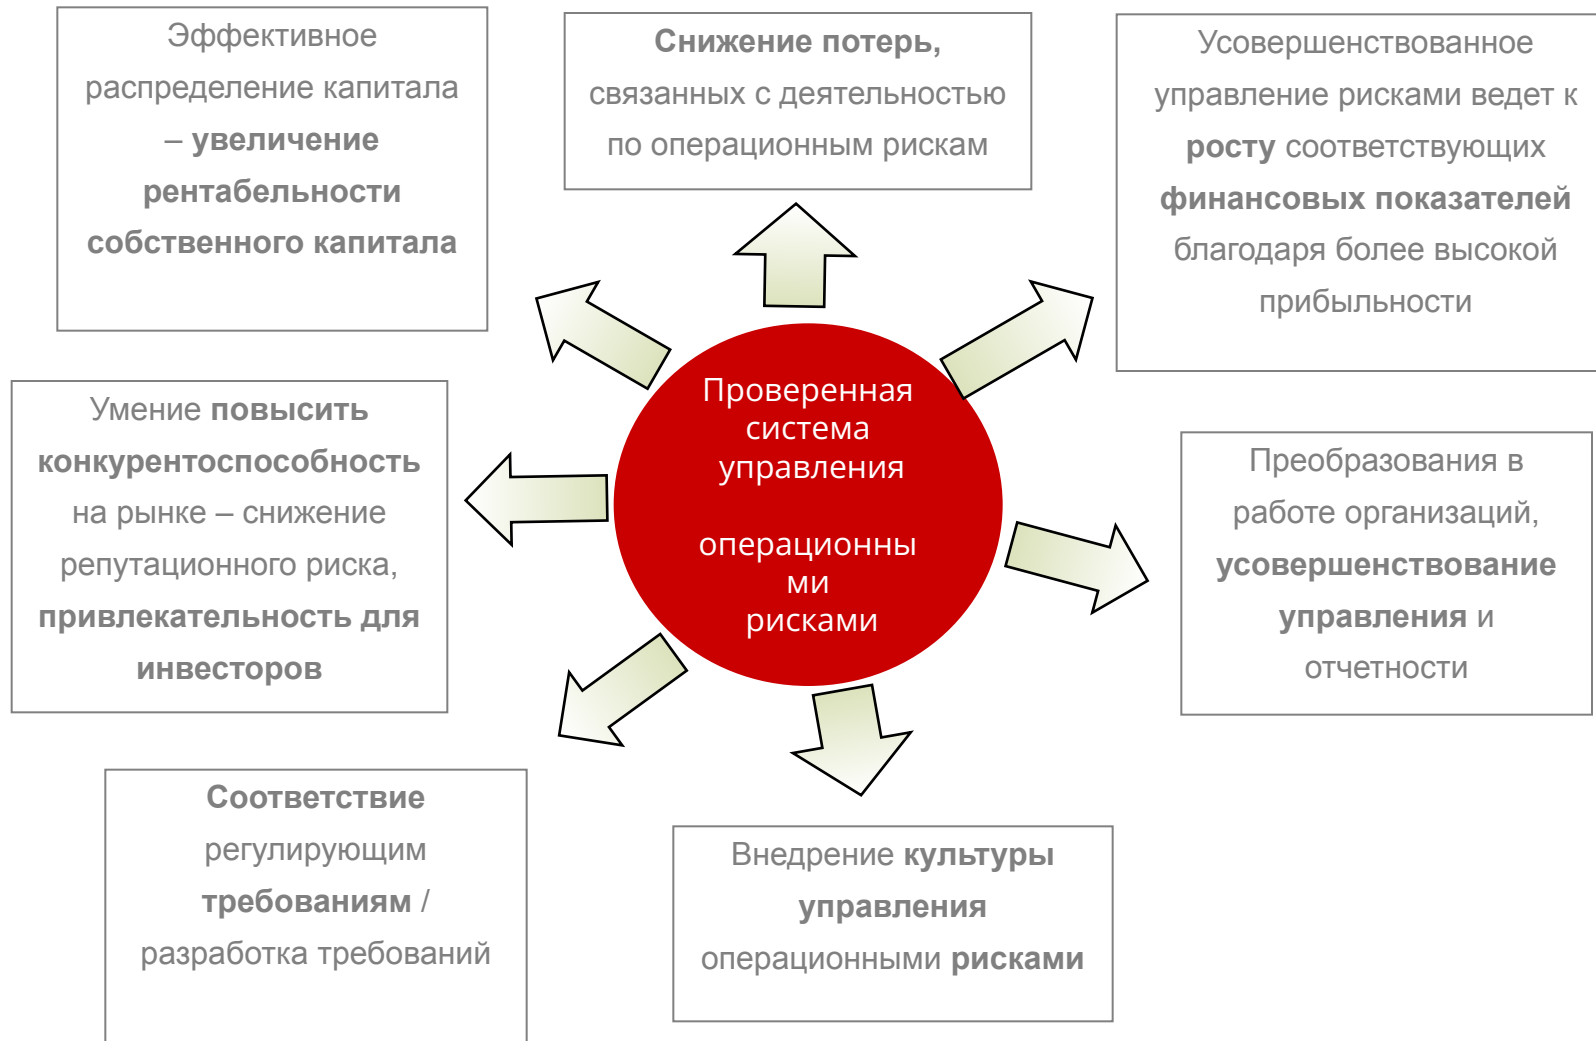 Эффективное
распределение капитала
– увеличение
рентабельности
собственного капитала
Снижение потерь,
связанных с деятельностью
по операционным рискам
Усовершенствованное
управление рисками ведет к
росту соответствующих
финансовых показателей
благодаря более высокой
прибыльности
Умение повысить
конкурентоспособность
на рынке – снижение
репутационного риска,
привлекательность для
инвесторов
Проверенная
система
управления
операционны
ми
рисками
Преобразования в
работе организаций,
усовершенствование
управления и
отчетности
Соответствие
регулирующим
требованиям /
разработка требований
Внедрение культуры
управления
операционными рисками